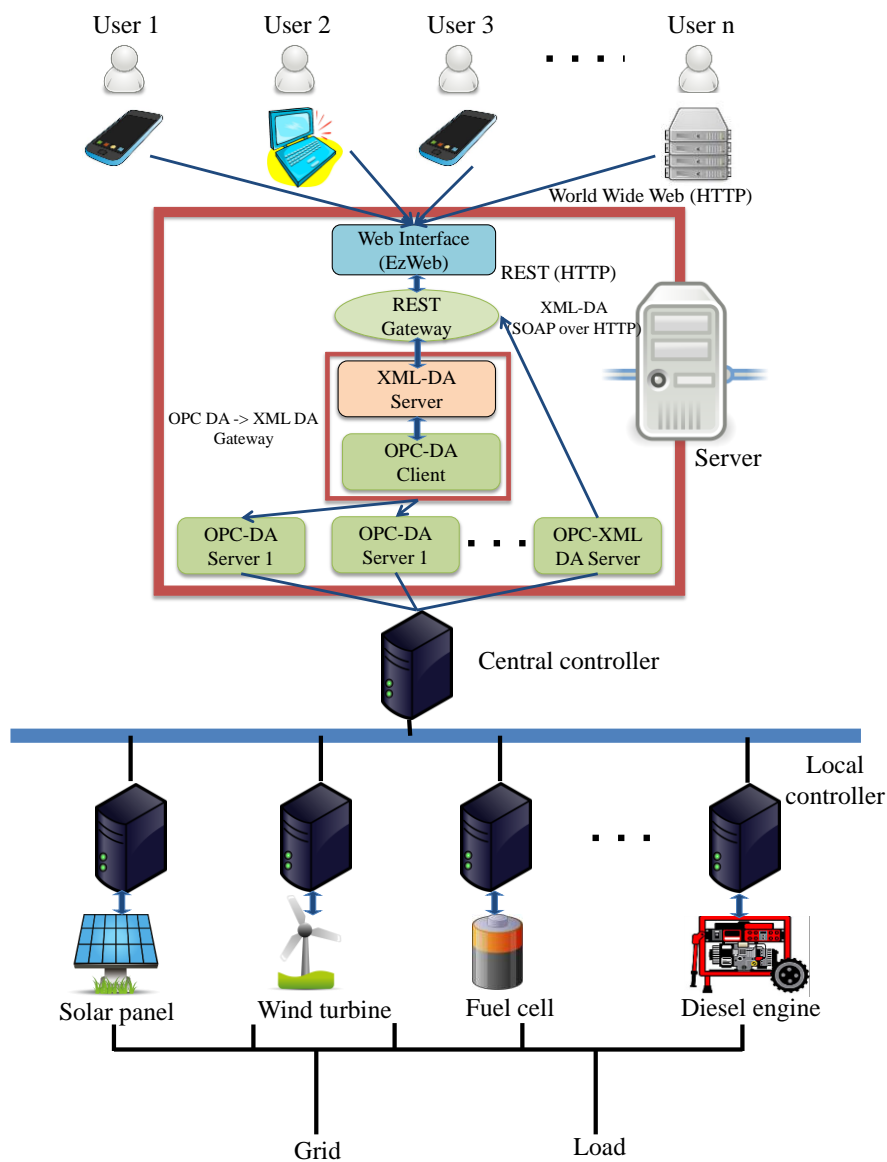 User 1
User 2
User 3
User n
World Wide Web (HTTP)
Web Interface
(EzWeb)
REST (HTTP)
REST
Gateway
XML-DA
(SOAP over HTTP)
XML-DA
Server
OPC DA -> XML DA
Gateway
OPC-DA
Client
Server
OPC-DA
Server 1
OPC-DA
Server 1
OPC-XML
DA Server
Central controller
Local
controller
Solar panel
Wind turbine
Fuel cell
Diesel engine
Grid
Load